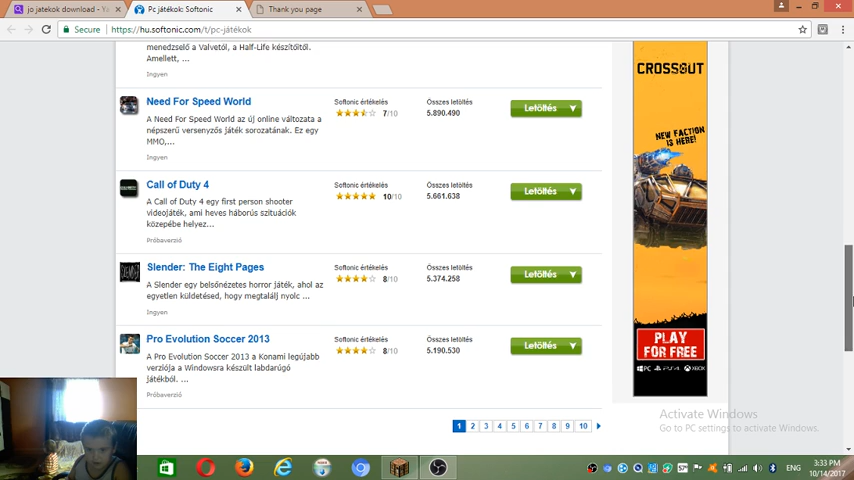 jo jatekok download - Ya
Pc játékok: Softonic
Thank you page
Secure
https://hu.softonic.com/t/pc-játékok
menedzselő a Valvetól, a Half-Life készítőitől.
Amellett, ...
Ingyen
Need For Speed World
A Need For Speed World az új online változata a
népszerű versenyzős játék sorozatának. Ez egy
MMO,...
Ingyen
Softonic értékelés
7/10
Összes letöltés
5.890.490
Letöltés
Call of Duty 4
A Call of Duty 4 egy first person shooter
videojáték, ami heves háborús szituációk
közepébe helyez...
Próbaverzió
Softonic értékelés
10/10
Összes letöltés
5.661.638
Letöltés
SLENDER
Slender: The Eight Pages
A Slender egy belsőnézetes horror játék, ahol az
egyetlen küldetésed, hogy megtalálj nyolc ...
Ingyen
Softonic értékelés
8/10
Összes letöltés
5.374.258
Letöltés
Pro Evolution Soccer 2013
A Pro Evolution Soccer 2013 a Konami legújabb
verziója a Windowsra készült labdarúgó
játékból. ...
Próbaverzió
Softonic értékelés
8/10
Összes letöltés
5.190.530
Letöltés
1 2 3 4 5 6 7 8 9 10
CROSSOUT
NEW FACTION
IS HERE!
PLAY
FOR FREE
PC PS4 XBOX
Activate Windows
Go to PC settings to activate Windows.
ENG
3:33 PM
10/14/2017